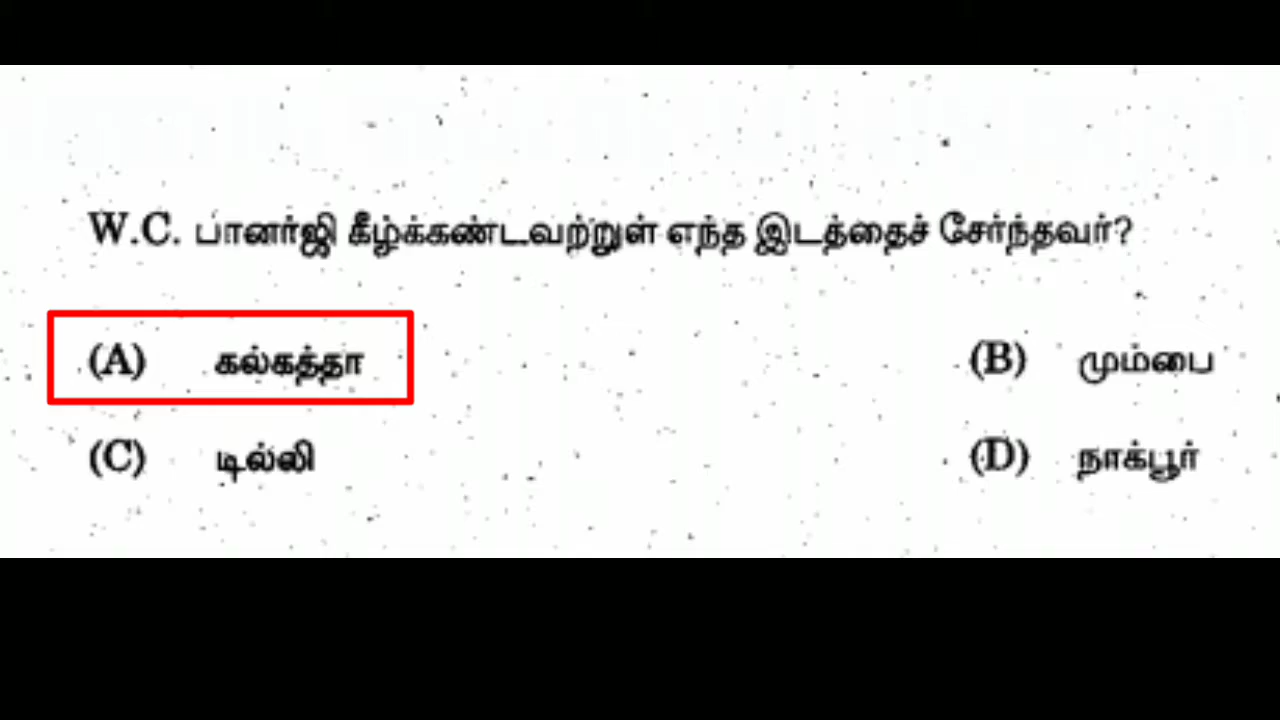 W.C. பானர்ஜி கீழ்க்கண்டவற்றுள் எந்த இடத்தைச் சேர்ந்தவர்?
(A) கல்கத்தா (B) மும்பை
(C) டில்லி (D) நாக்பூர்